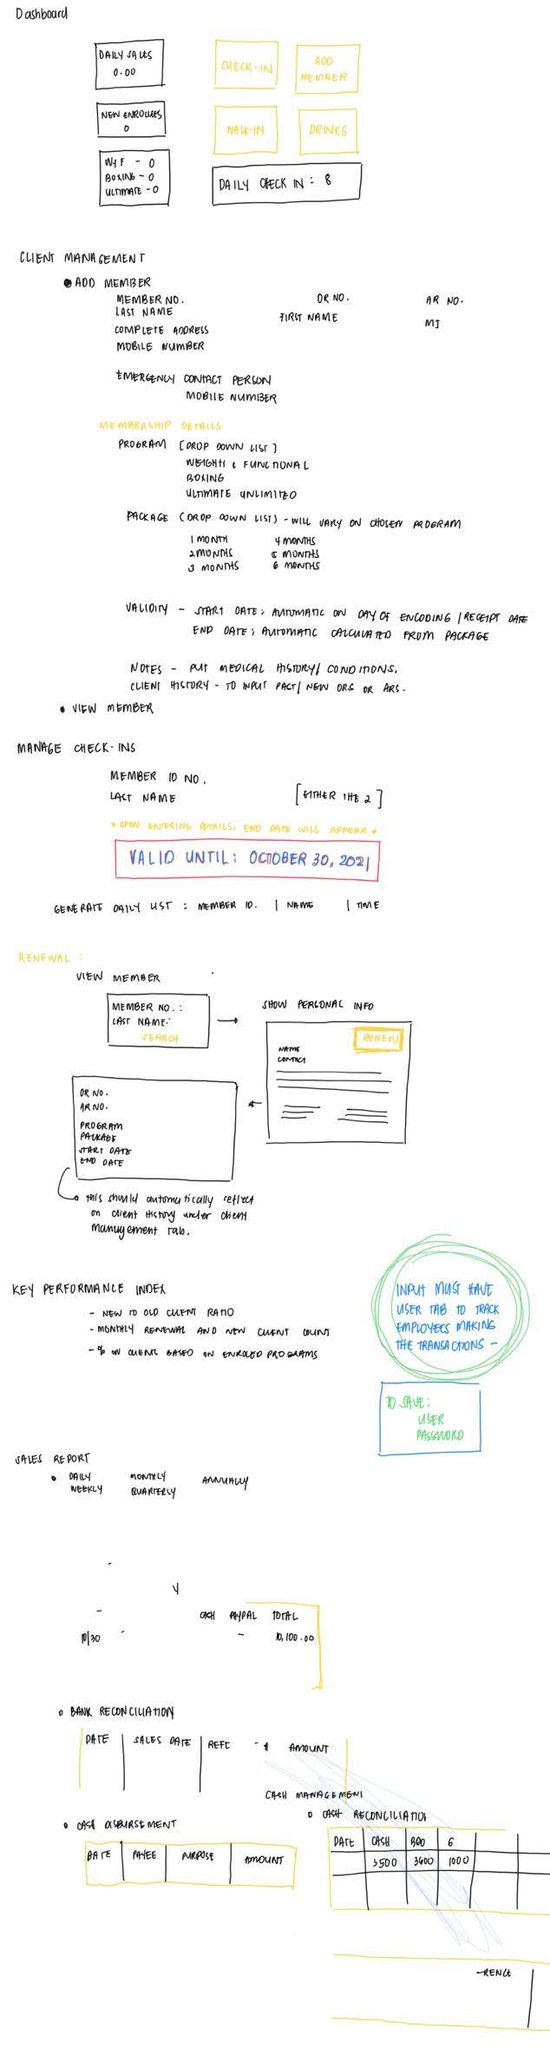 Dashboard
DAILY SALES
0.00
CHECK-IN
ADD
MEMBER
NEW ENROLLEES
0
WALK-IN
DRINKS
W/F - 0
BOXING - 0
ULTIMATE - 0
DAILY CHECK IN : 8
CLIENT MANAGEMENT
• ADD MEMBER
MEMBER NO. OR NO. AR NO.
LAST NAME FIRST NAME MI
COMPLETE ADDRESS
MOBILE NUMBER
EMERGENCY CONTACT PERSON
MOBILE NUMBER
MEMBERSHIP DETAILS
PROGRAM [DROP DOWN LIST]
WEIGHTS & FUNCTIONAL
BOXING
ULTIMATE UNLIMITED
PACKAGE (DROP DOWN LIST) - WILL VARY ON CHOSEN PROGRAM
1 MONTH 4 MONTHS
2 MONTHS 5 MONTHS
3 MONTHS 6 MONTHS
VALIDITY - START DATE: AUTOMATIC ON DAY OF ENCODING / RECEIPT DATE
END DATE: AUTOMATIC CALCULATED FROM PACKAGE
NOTES - PUT MEDICAL HISTORY/ CONDITIONS.
CLIENT HISTORY - TO INPUT PAST/ NEW ORS OR ARS.
• VIEW MEMBER
MANAGE CHECK-INS
MEMBER ID NO.
LAST NAME [EITHER THE 2]
* UPON ENTERING DETAILS, END DATE WILL APPEAR *
VALID UNTIL: OCTOBER 30, 2021
GENERATE DAILY LIST : MEMBER ID. | NAME | TIME
RENEWAL :
VIEW MEMBER
MEMBER NO. :
LAST NAME:
SEARCH
SHOW PERSONAL INFO
RENEW
NAME
CONTACT
OR NO.
AR NO.
PROGRAM
PACKAGE
START DATE
END DATE
this should automatically reflect
on client history under client
management tab.
KEY PERFORMANCE INDEX
- NEW TO OLD CLIENT RATIO
- MONTHLY RENEWAL AND NEW CLIENT COUNT
- % ON CLIENTS BASED ON ENROLLED PROGRAMS
INPUT MUST HAVE
USER TAB TO TRACK
EMPLOYEES MAKING
THE TRANSACTIONS -
TO SAVE:
USER
PASSWORD
SALES REPORT
• DAILY MONTHLY ANNUALLY
WEEKLY QUARTERLY
CASH PAYPAL TOTAL
10/30 - - 10,100.00
• BANK RECONCILIATION
DATE SALES DATE REFE AMOUNT
CASH MANAGEMENT
• CASH RECONCILIATION
• CASH DISBURSEMENT
DATE PAYEE PURPOSE AMOUNT
DATE CASH BDO G
5500 3600 1000
RENCE